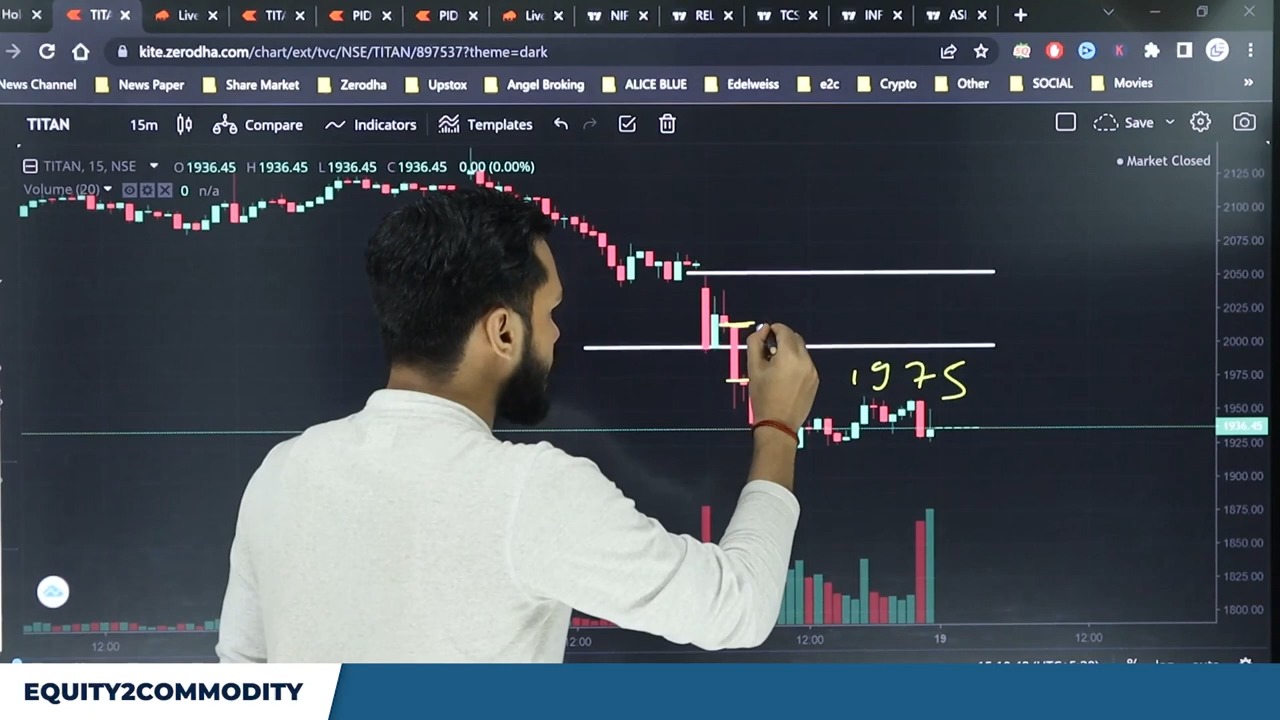 Hol TITA Live TITA PID PID Live NIF REL TCS INF ASI
kite.zerodha.com/chart/ext/tvc/NSE/TITAN/897537?theme=dark
News Channel News Paper Share Market Zerodha Upstox Angel Broking ALICE BLUE Edelweiss e2c Crypto Other SOCIAL Movies »
TITAN 15m Compare Indicators Templates Save
TITAN, 15, NSE O1936.45 H1936.45 L1936.45 C1936.45 0.00 (0.00%) Market Closed
Volume (20) 0 n/a
2125.00
2100.00
2075.00
2050.00
2025.00
2000.00
1975.00
1975
1950.00
1936.45
1925.00
1900.00
1875.00
1850.00
1825.00
1800.00
12:00 12:00 12:00 19 12:00
EQUITY2COMMODITY